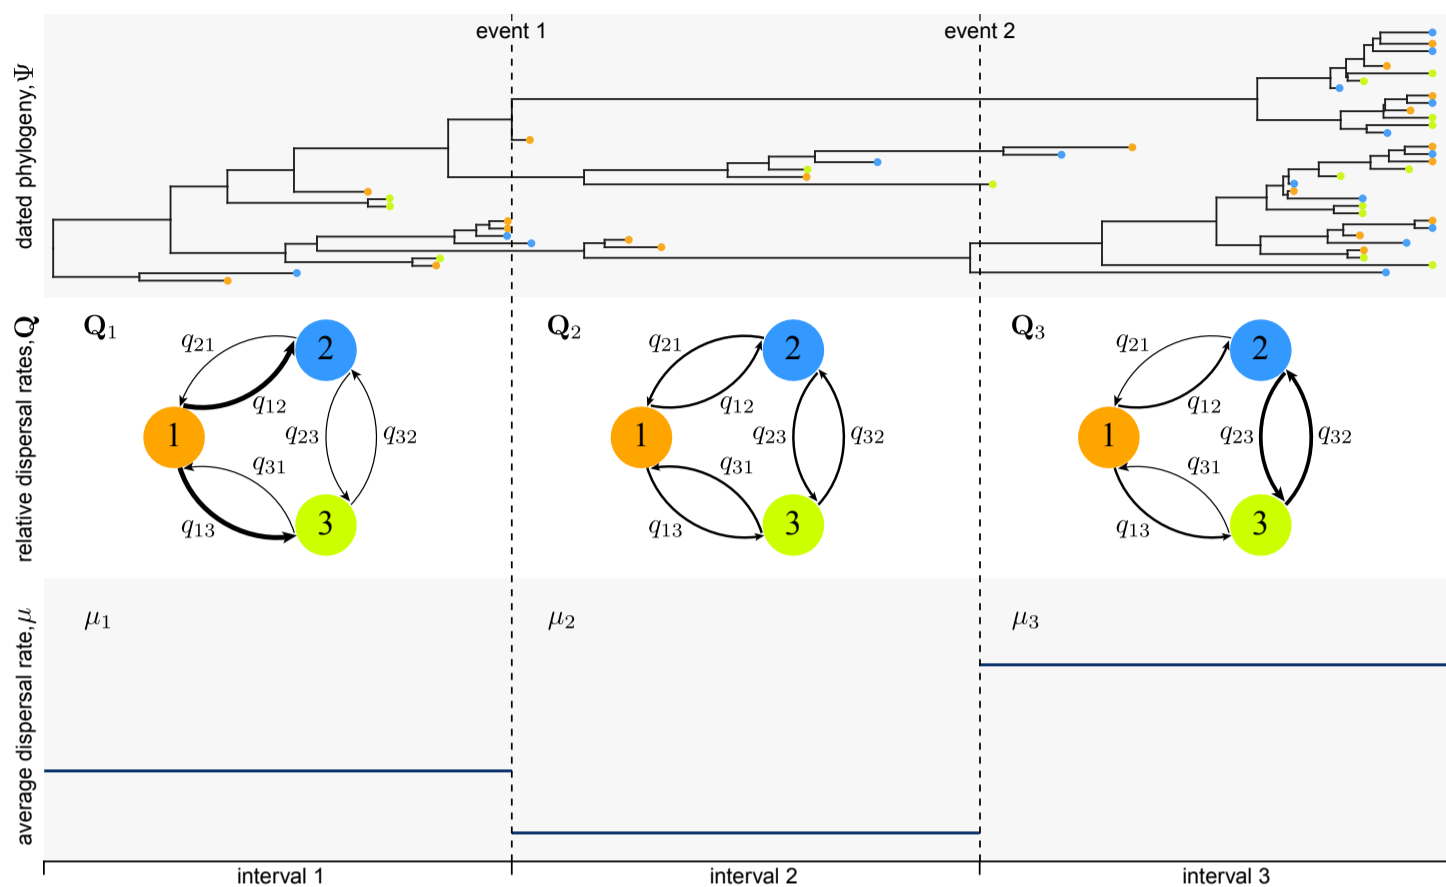 event 1
event 2
dated phylogeny, Ψ
relative dispersal rates, Q
Q₁
q₂₁
2
q₁₂
1
q₂₃
q₃₂
q₃₁
q₁₃
3
Q₂
q₂₁
2
q₁₂
1
q₂₃
q₃₂
q₃₁
q₁₃
3
Q₃
q₂₁
2
q₁₂
1
q₂₃
q₃₂
q₃₁
q₁₃
3
average dispersal rate, μ
μ₁
μ₂
μ₃
interval 1
interval 2
interval 3